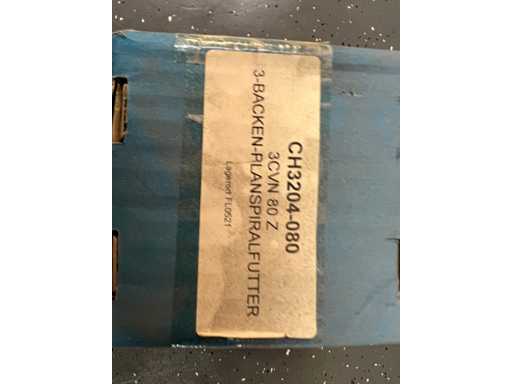 CH3204-080
3CVN 80 Z
3-BACKEN-PLANSPIRALFUTTER
Lagerort FL0521